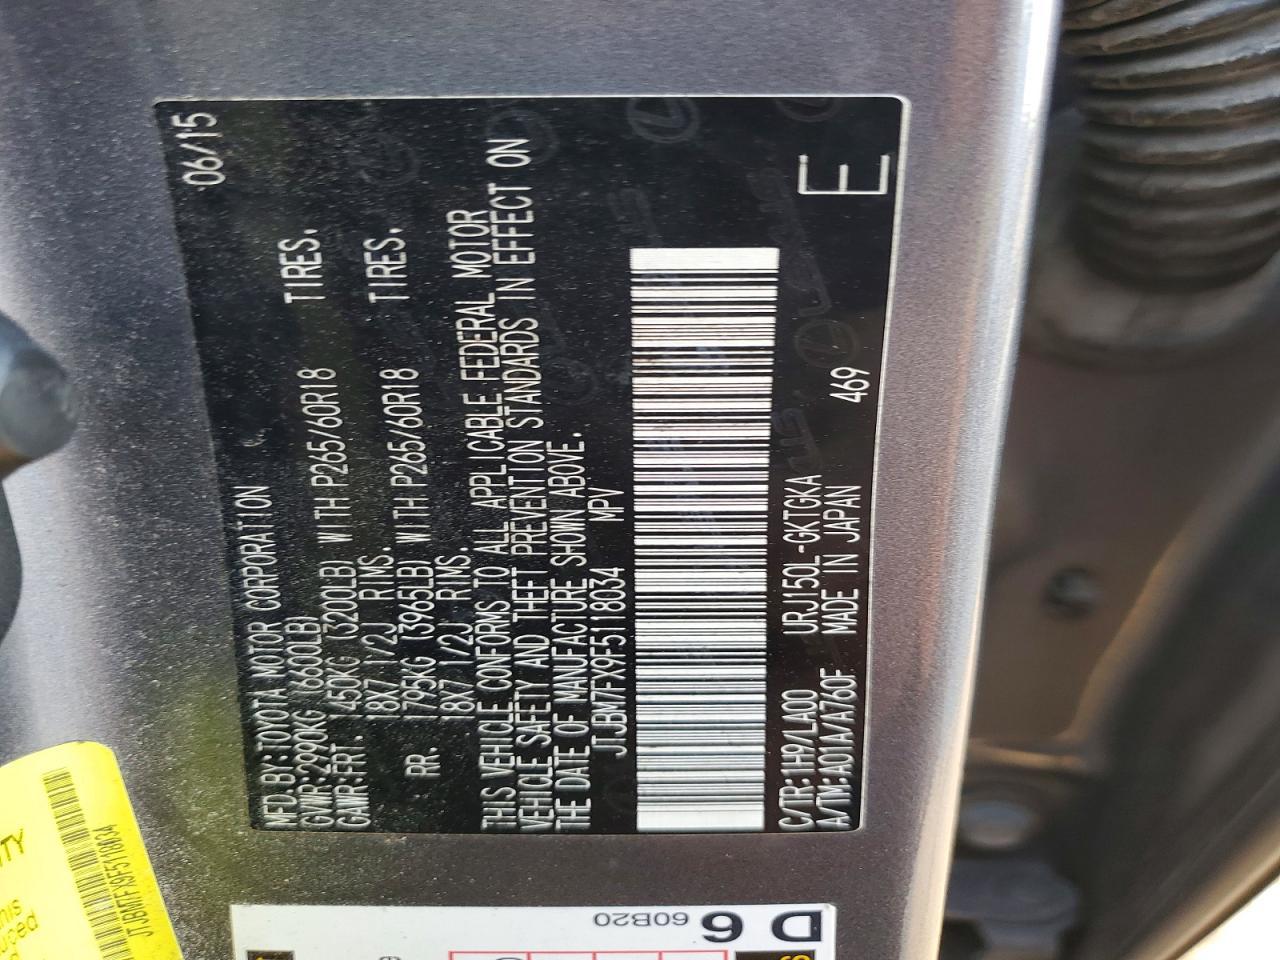 06/15
MFD.BY:TOYOTA MOTOR CORPORATION
GVWR:2990KG (6600LB)
GAWR:FRT. 1450KG (3200LB) WITH P265/60R18 TIRES.
18X7 1/2J RIMS.
RR. 1795KG (3965LB) WITH P265/60R18 TIRES.
18X7 1/2J RIMS.
THIS VEHICLE CONFORMS TO ALL APPLICABLE FEDERAL MOTOR
VEHICLE SAFETY AND THEFT PREVENTION STANDARDS IN EFFECT ON
THE DATE OF MANUFACTURE SHOWN ABOVE.
JTJBM7FX9F5118034 MPV
E
C/TR:1H9/LA00 URJ150L-GKTGKA 469
A/TM:A01A/A760F MADE IN JAPAN
JTJBM7FX9F5118034
D 6
60B20